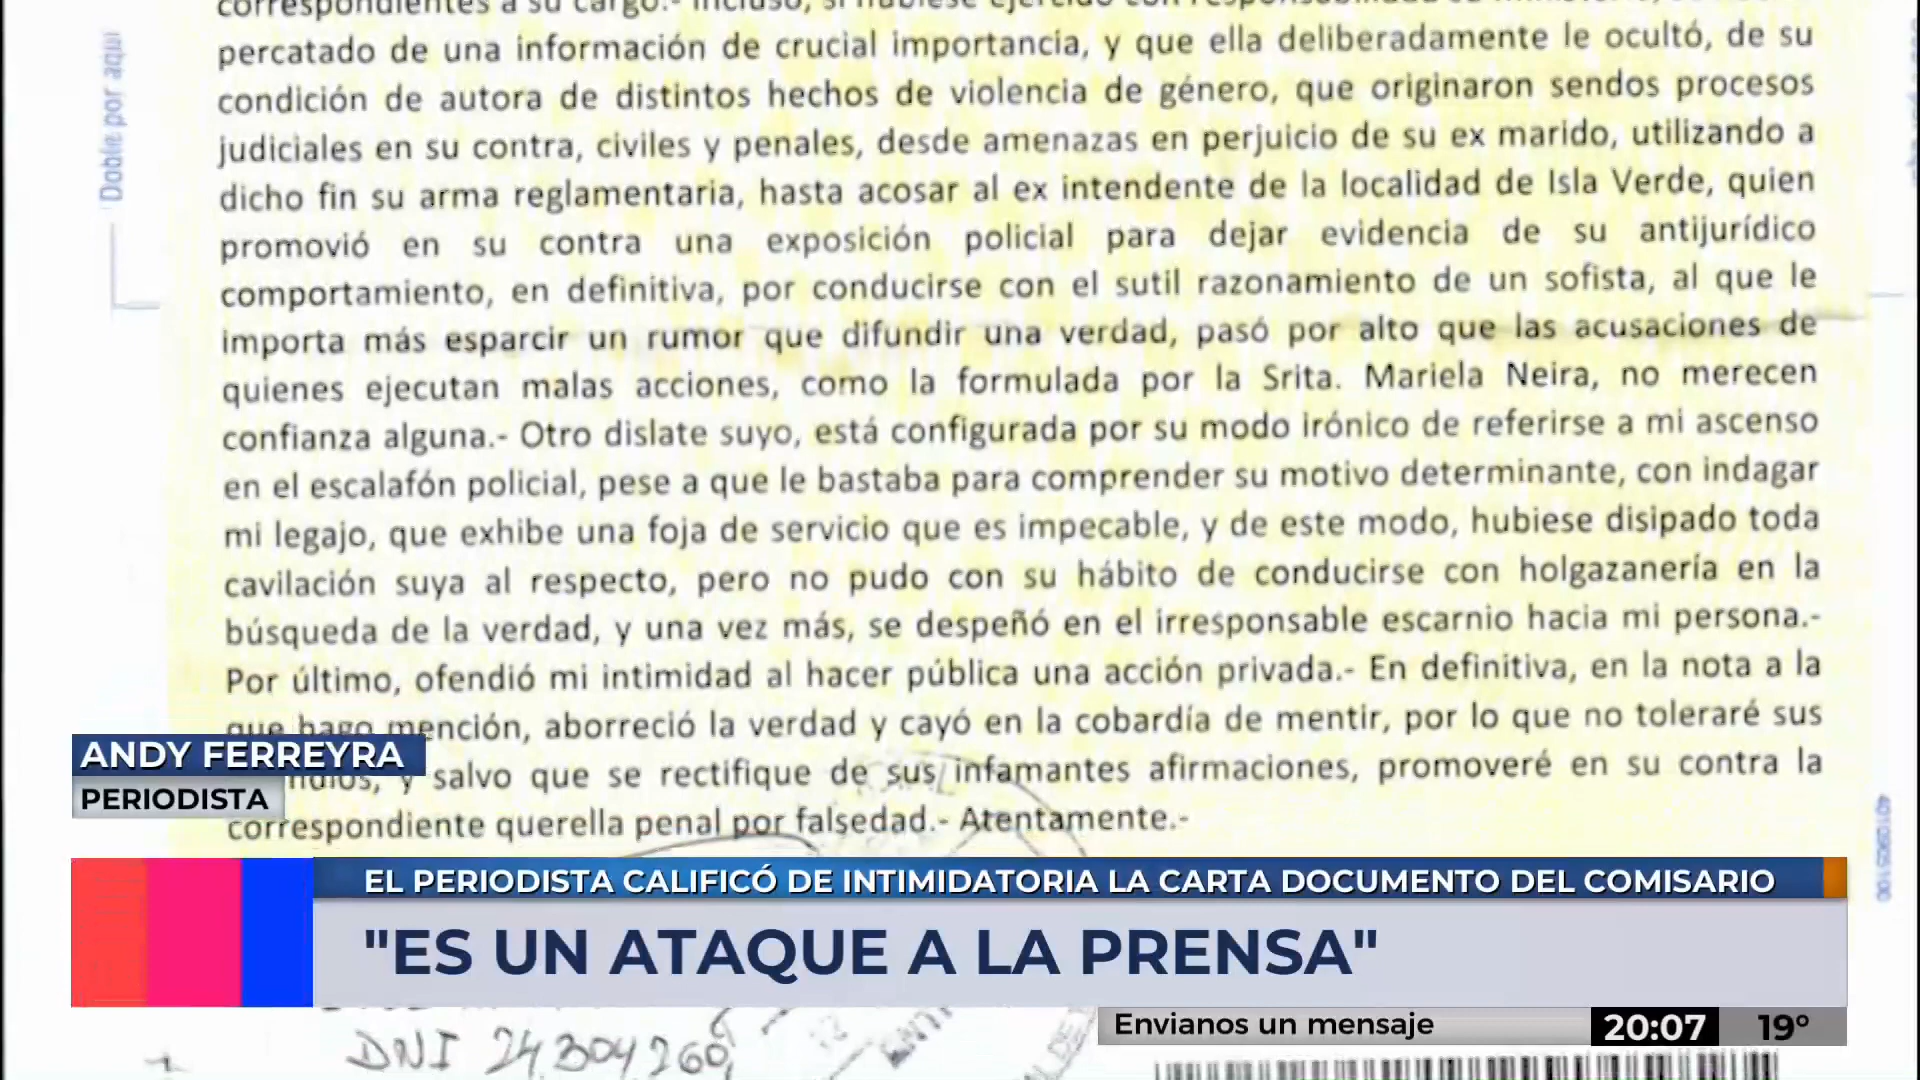 percatado de una información de crucial importancia, y que ella deliberadamente le ocultó, de su
condición de autora de distintos hechos de violencia de género, que originaron sendos procesos
judiciales en su contra, civiles y penales, desde amenazas en perjuicio de su ex marido, utilizando a
dicho fin su arma reglamentaria, hasta acosar al ex intendente de la localidad de Isla Verde, quien
promovió en su contra una exposición policial para dejar evidencia de su antijurídico
comportamiento, en definitiva, por conducirse con el sutil razonamiento de un sofista, al que le
importa más esparcir un rumor que difundir una verdad, pasó por alto que las acusaciones de
quienes ejecutan malas acciones, como la formulada por la Srita. Mariela Neira, no merecen
confianza alguna.- Otro dislate suyo, está configurada por su modo irónico de referirse a mi ascenso
en el escalafón policial, pese a que le bastaba para comprender su motivo determinante, con indagar
mi legajo, que exhibe una foja de servicio que es impecable, y de este modo, hubiese disipado toda
cavilación suya al respecto, pero no pudo con su hábito de conducirse con holgazanería en la
búsqueda de la verdad, y una vez más, se despeñó en el irresponsable escarnio hacia mi persona.-
Por último, ofendió mi intimidad al hacer pública una acción privada.- En definitiva, en la nota a la
que hago mención, aborreció la verdad y cayó en la cobardía de mentir, por lo que no toleraré sus
y salvo que se rectifique de sus infamantes afirmaciones, promoveré en su contra la
correspondiente querella penal por falsedad.- Atentamente.-
Doble por aquí
ANDY FERREYRA
PERIODISTA
EL PERIODISTA CALIFICÓ DE INTIMIDATORIA LA CARTA DOCUMENTO DEL COMISARIO
"ES UN ATAQUE A LA PRENSA"
DNI 24.304.260
Envianos un mensaje
20:07
19°